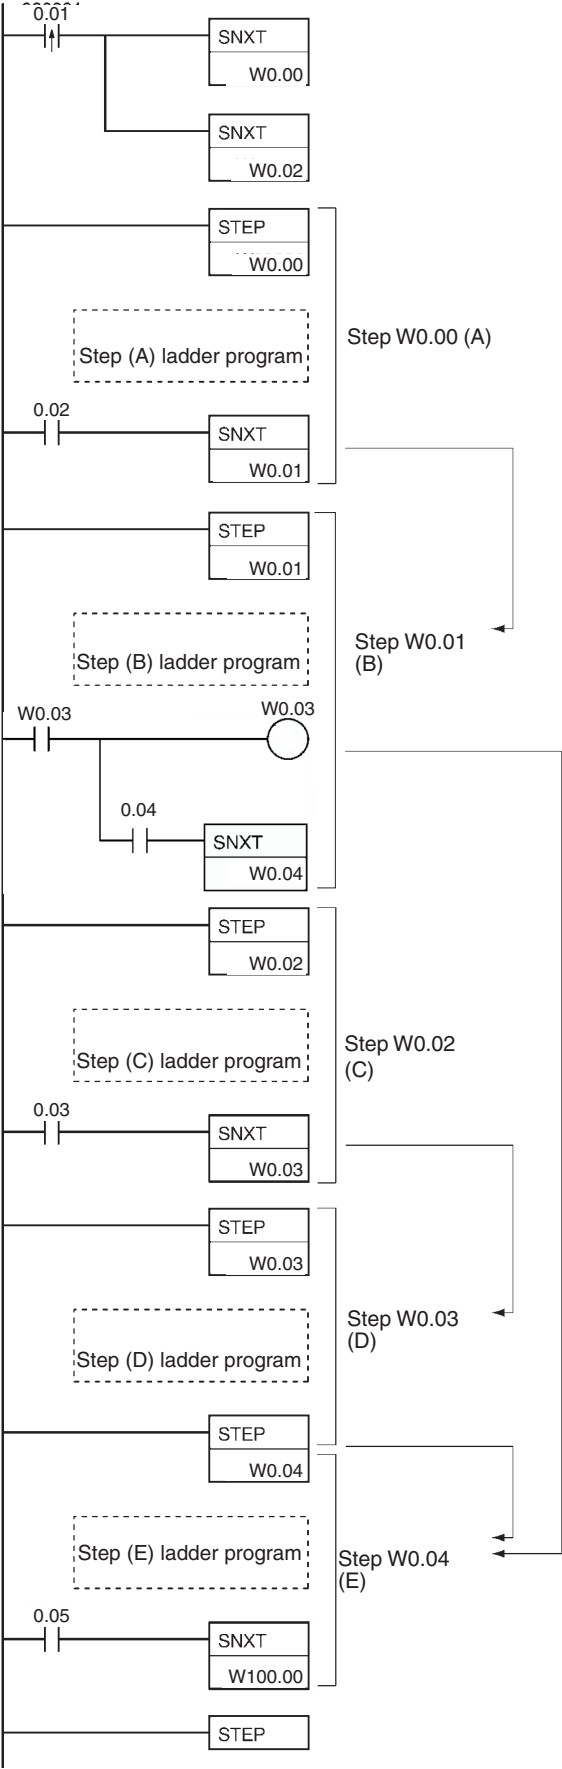 0.01
SNXT
W0.00
SNXT
W0.02
STEP
W0.00
Step (A) ladder program
Step W0.00 (A)
0.02
SNXT
W0.01
STEP
W0.01
Step (B) ladder program
Step W0.01
(B)
W0.03
W0.03
0.04
SNXT
W0.04
STEP
W0.02
Step (C) ladder program
Step W0.02
(C)
0.03
SNXT
W0.03
STEP
W0.03
Step (D) ladder program
Step W0.03
(D)
STEP
W0.04
Step (E) ladder program
Step W0.04
(E)
0.05
SNXT
W100.00
STEP